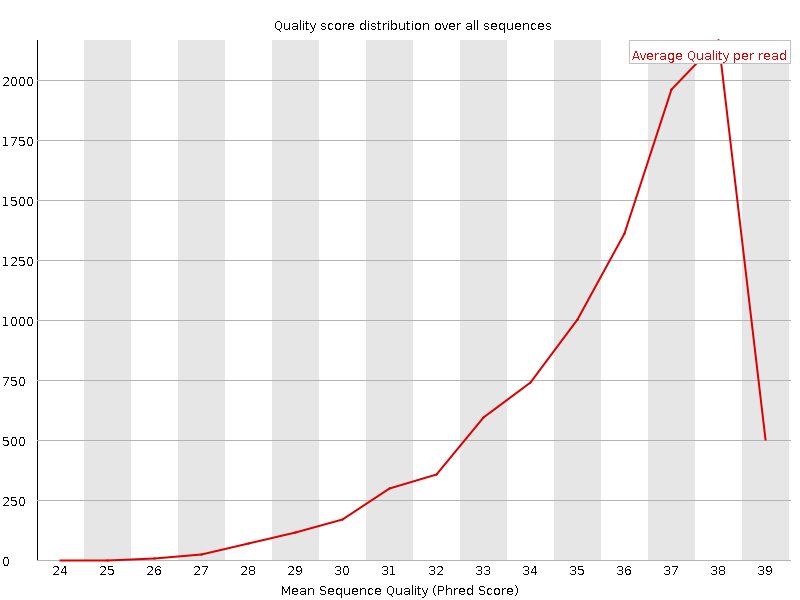 Quality score distribution over all sequences
Average Quality per read
2000
1750
1500
1250
1000
750
500
250
0
24 25 26 27 28 29 30 31 32 33 34 35 36 37 38 39
Mean Sequence Quality (Phred Score)